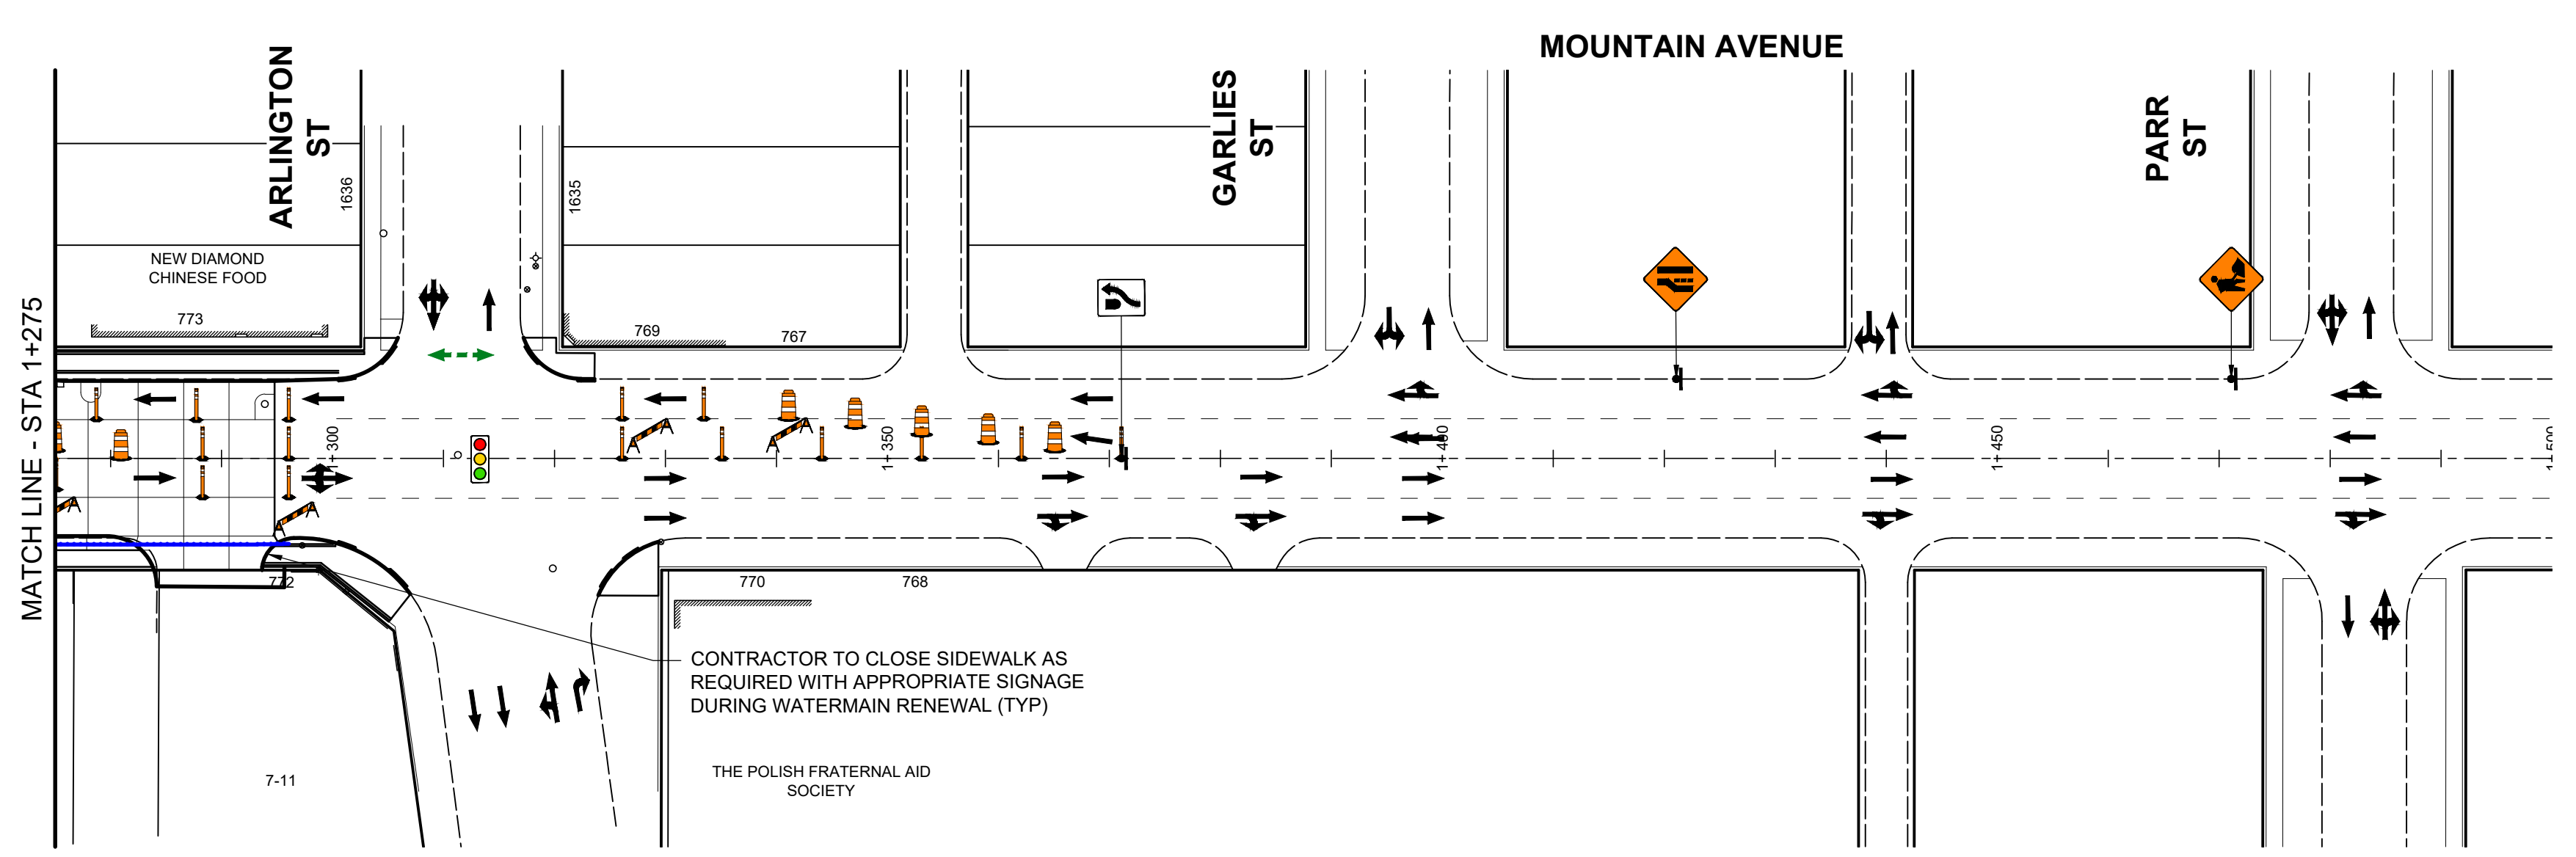 MOUNTAIN AVENUE
ARLINGTON
ST
GARLIES
ST
PARR
ST
1636
1635
NEW DIAMOND
CHINESE FOOD
773
769
767
MATCH LINE - STA 1+275
1+300
1+350
1+400
1+450
1+500
772
770
768
CONTRACTOR TO CLOSE SIDEWALK AS
REQUIRED WITH APPROPRIATE SIGNAGE
DURING WATERMAIN RENEWAL (TYP)
THE POLISH FRATERNAL AID
SOCIETY
7-11